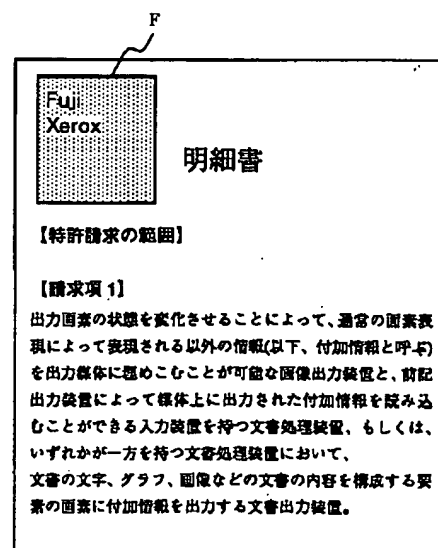 F
Fuji
Xerox
明細書
【特許請求の範囲】
【請求項1】
出力画素の状態を変化させることによって、通常の画素表
現によって表現される以外の情報(以下、付加情報と呼ぶ)
を出力媒体に埋めこむことが可能な画像出力装置と、前記
出力装置によって媒体上に出力された付加情報を読み込
むことができる入力装置を持つ文書処理装置、もしくは、
いずれかが一方を持つ文書処理装置において、
文書の文字、グラフ、画像などの文書の内容を構成する要
素の画素に付加情報を出力する文書出力装置。